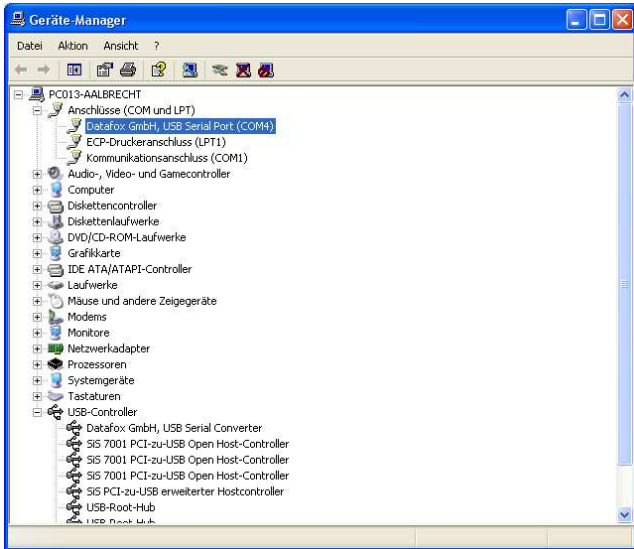 Geräte-Manager
Datei Aktion Ansicht ?
PC013-AALBRECHT
Anschlüsse (COM und LPT)
Datafox GmbH, USB Serial Port (COM4)
ECP-Druckeranschluss (LPT1)
Kommunikationsanschluss (COM1)
Audio-, Video- und Gamecontroller
Computer
Diskettencontroller
Diskettenlaufwerke
DVD/CD-ROM-Laufwerke
Grafikkarte
IDE ATA/ATAPI-Controller
Laufwerke
Mäuse und andere Zeigegeräte
Modems
Monitore
Netzwerkadapter
Prozessoren
Systemgeräte
Tastaturen
USB-Controller
Datafox GmbH, USB Serial Converter
SiS 7001 PCI-zu-USB Open Host-Controller
SiS 7001 PCI-zu-USB Open Host-Controller
SiS 7001 PCI-zu-USB Open Host-Controller
SiS PCI-zu-USB erweiterter Hostcontroller
USB-Root-Hub
USB-Root-Hub